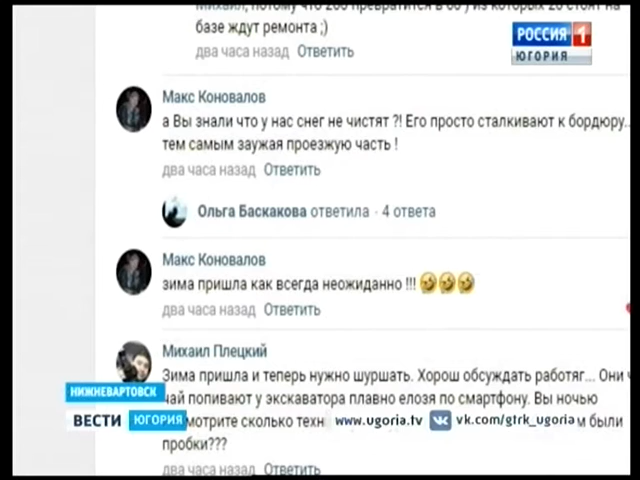 Михаил, потому что 200 превратится в 60 ) из которых 20 стоят на
базе ждут ремонта ;)
два часа назад Ответить
РОССИЯ 1
ЮГОРИЯ
Макс Коновалов
а Вы знали что у нас снег не чистят ?! Его просто сталкивают к бордюру..
тем самым заужая проезжую часть !
два часа назад Ответить
Ольга Баскакова ответила · 4 ответа
Макс Коновалов
зима пришла как всегда неожиданно !!! 🤣🤣🤣
два часа назад Ответить
Михаил Плецкий
Зима пришла и теперь нужно шуршать. Хорош обсуждать работяг... Они
чай попивают у экскаватора плавно елозя по смартфону. Вы ночью
НИЖНЕВАРТОВСК
мотрите сколько техн м были
ВЕСТИ ЮГОРИЯ www.ugoria.tv vk.com/gtrk_ugoria
пробки???
два часа назад Ответить